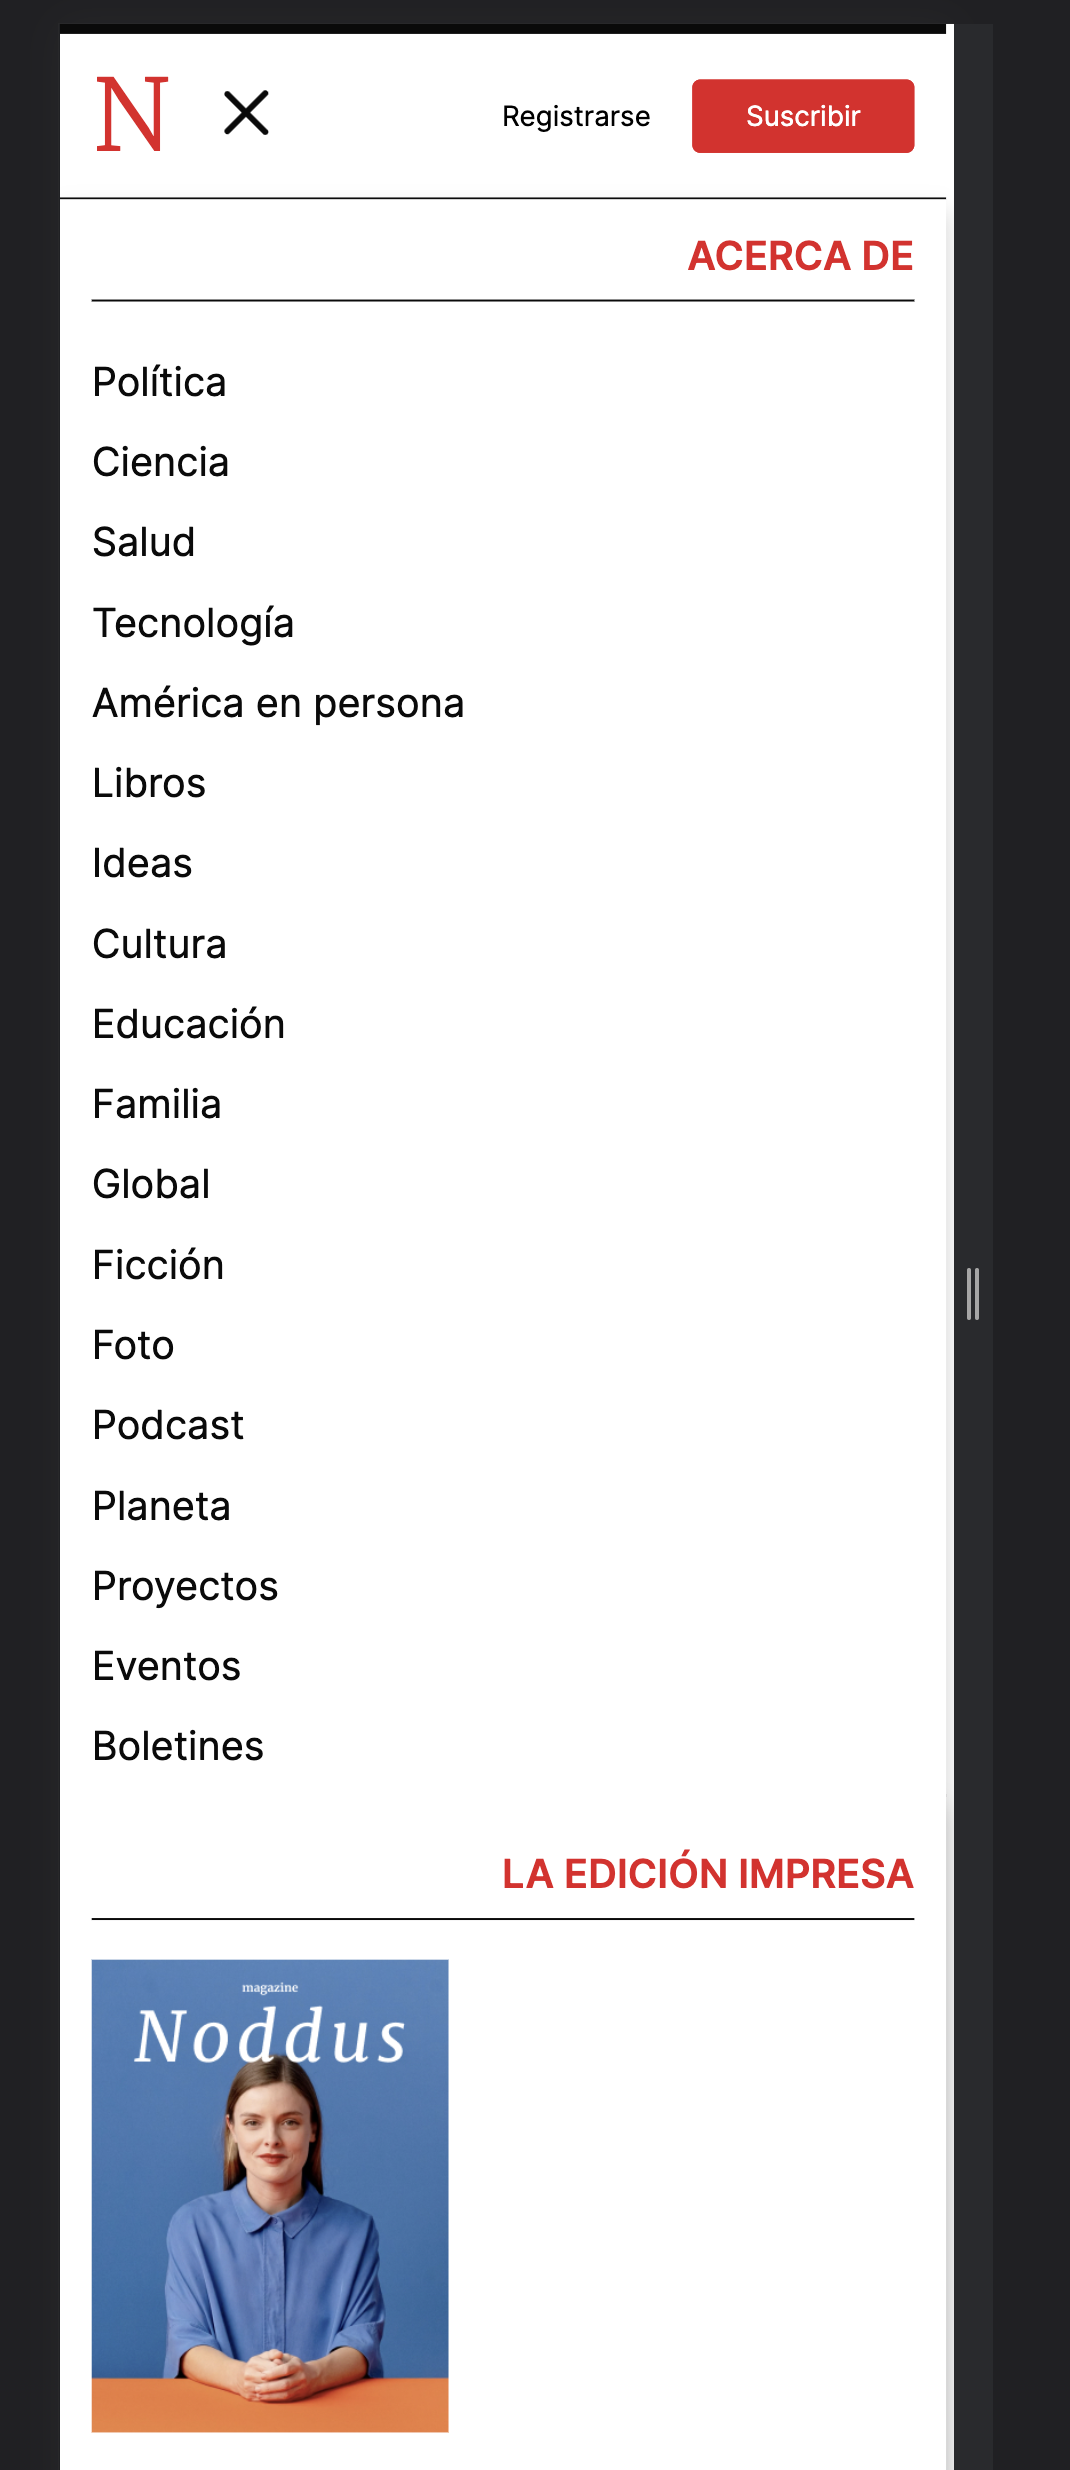 N
Registrarse
Suscribir
ACERCA DE
Política
Ciencia
Salud
Tecnología
América en persona
Libros
Ideas
Cultura
Educación
Familia
Global
Ficción
Foto
Podcast
Planeta
Proyectos
Eventos
Boletines
LA EDICIÓN IMPRESA
magazine
Noddus